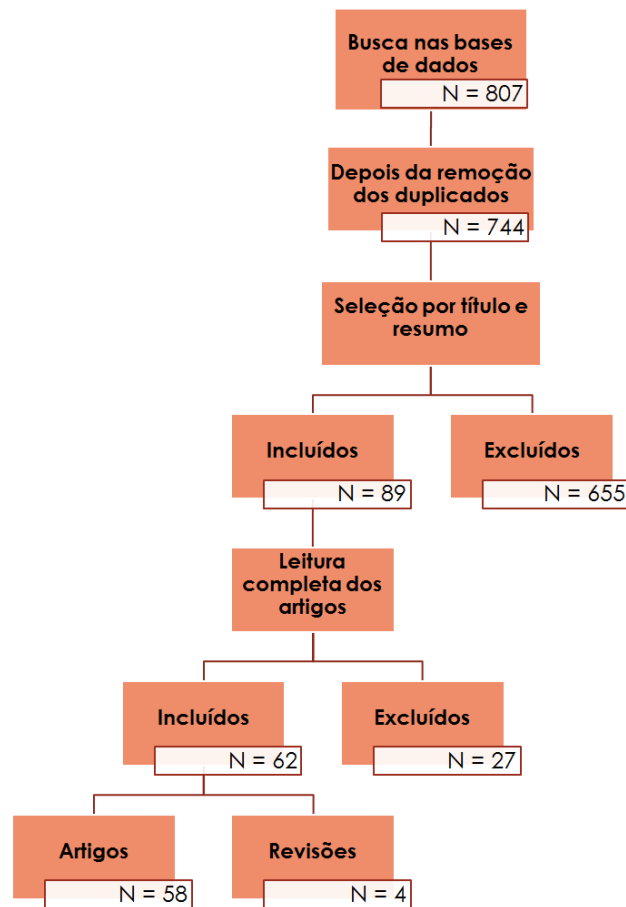 Busca nas bases
de dados
N = 807
Depois da remoção
dos duplicados
N = 744
Seleção por título e
resumo
Incluídos
N = 89
Excluídos
N = 655
Leitura
completa dos
artigos
Incluídos
N = 62
Excluídos
N = 27
Artigos
N = 58
Revisões
N = 4